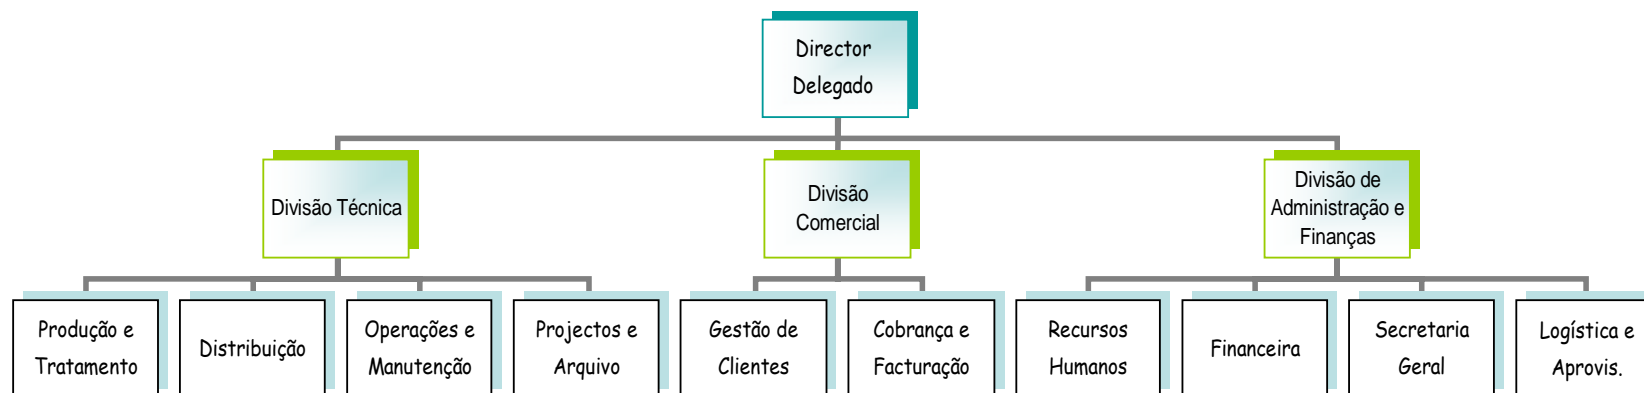 Director
Delegado
Divisão Técnica
Divisão
Comercial
Divisão de
Administração e
Finanças
Produção e
Tratamento
Distribuição
Operações e
Manutenção
Projectos e
Arquivo
Gestão de
Clientes
Cobrança e
Facturação
Recursos
Humanos
Financeira
Secretaria
Geral
Logística e
Aprovis.